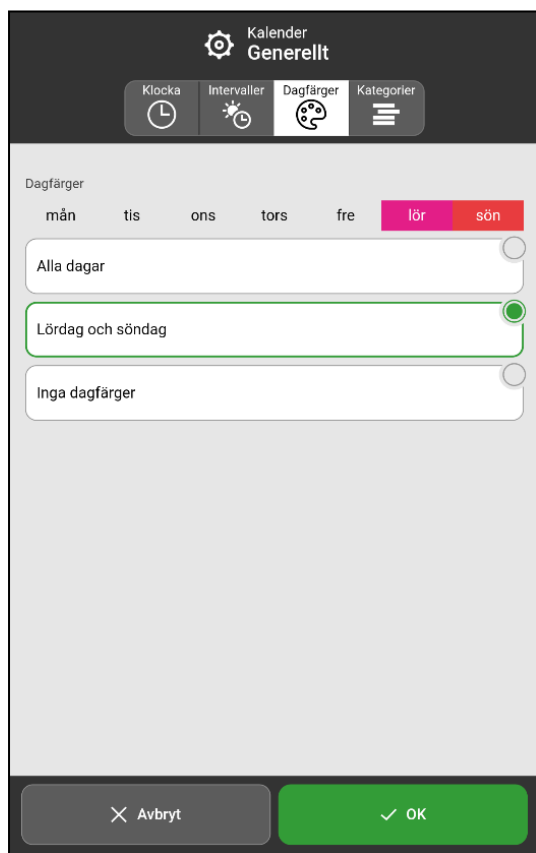 Kalender
Generellt
Klocka Intervaller Dagfärger Kategorier
Dagfärger
mån tis ons tors fre lör sön
Alla dagar
Lördag och söndag
Inga dagfärger
Avbryt OK